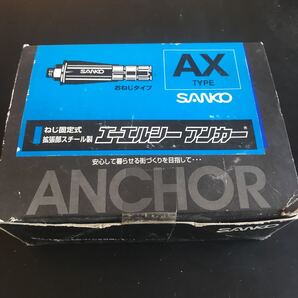 SANKO
おねじタイプ
AX
TYPE
SANKO
ねじ固定式
拡張部スチール製
エーエルシー アンカー
安心して暮らせる街づくりを目指して・・・
ANCHOR
SANKO